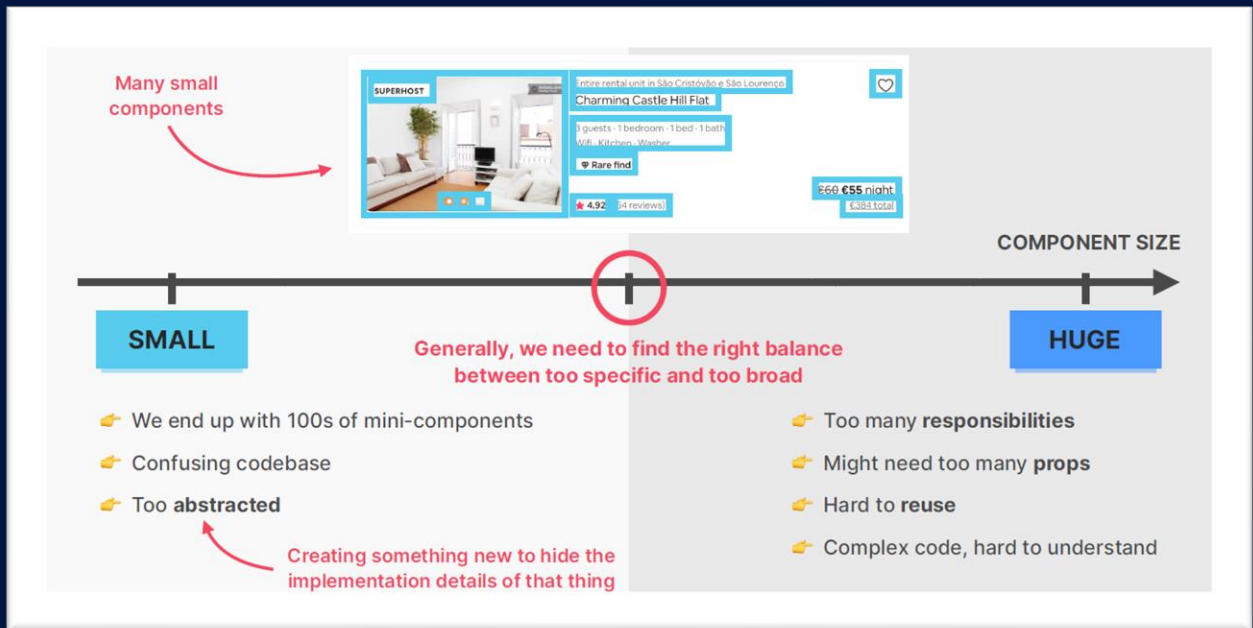 Many small
components
SUPERHOST
Entire rental unit in São Cristóvão e São Lourenço
Charming Castle Hill Flat
3 guests · 1 bedroom · 1 bed · 1 bath
Wifi · Kitchen · Washer
Rare find
4.92 64 reviews)
€60 €55 night
€384 total
COMPONENT SIZE
SMALL
Generally, we need to find the right balance
between too specific and too broad
HUGE
👉 We end up with 100s of mini-components
👉 Confusing codebase
👉 Too abstracted
Creating something new to hide the
implementation details of that thing
👉 Too many responsibilities
👉 Might need too many props
👉 Hard to reuse
👉 Complex code, hard to understand